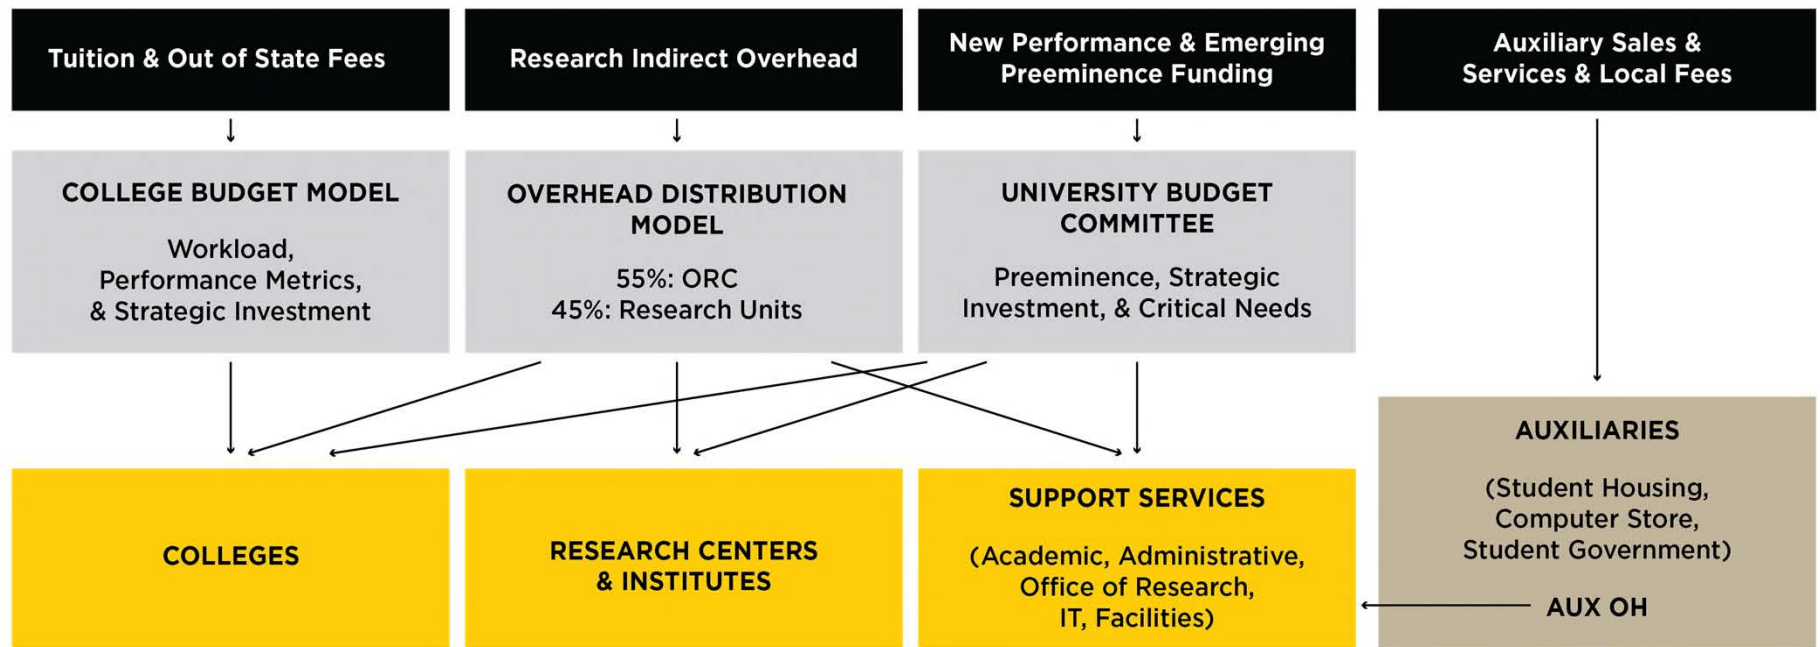 Tuition & Out of State Fees
Research Indirect Overhead
New Performance & Emerging
Preeminence Funding
Auxiliary Sales &
Services & Local Fees
COLLEGE BUDGET MODEL
Workload,
Performance Metrics,
& Strategic Investment
OVERHEAD DISTRIBUTION
MODEL
55%: ORC
45%: Research Units
UNIVERSITY BUDGET
COMMITTEE
Preeminence, Strategic
Investment, & Critical Needs
COLLEGES
RESEARCH CENTERS
& INSTITUTES
SUPPORT SERVICES
(Academic, Administrative,
Office of Research,
IT, Facilities)
AUXILIARIES
(Student Housing,
Computer Store,
Student Government)
AUX OH